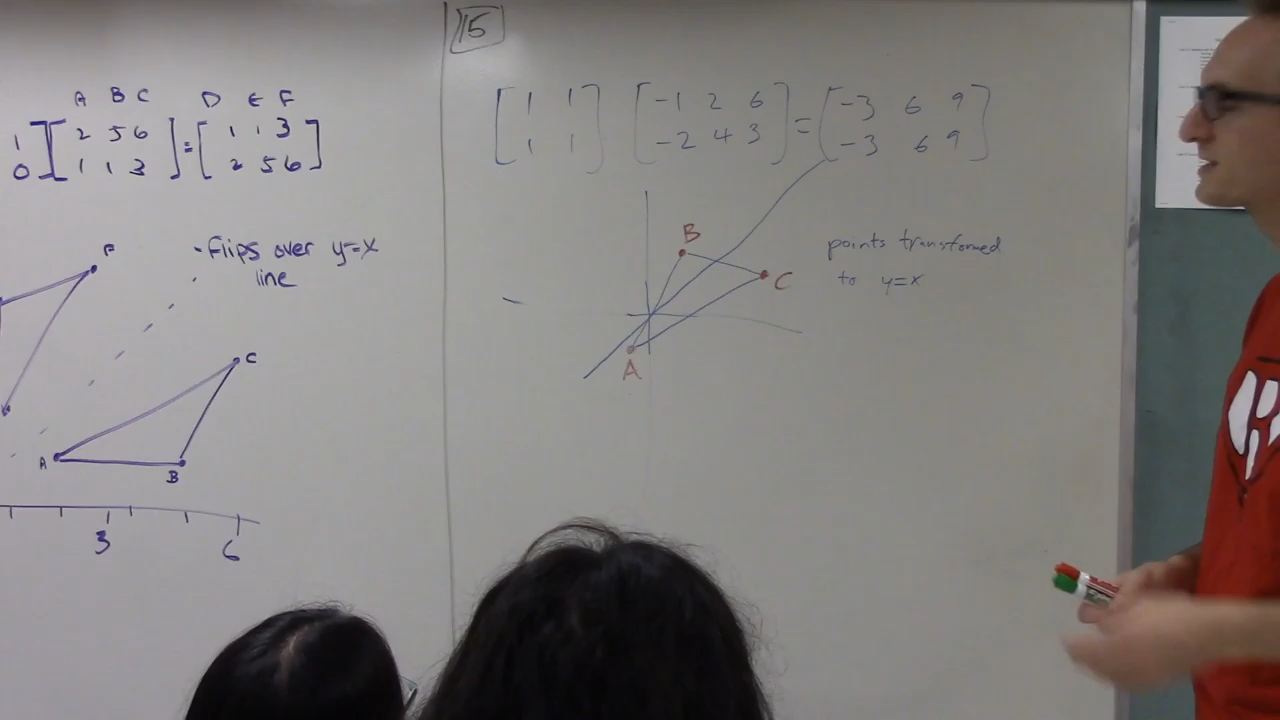 A B C D E F
1 2 5 6 = 1 1 3
0 1 1 3 2 5 6
F
-Flips over y=x
line
C
A
B
3 6
15
1 1 -1 2 6 = -3 6 9
1 1 -2 4 3 -3 6 9
B
C
A
points transformed
to y=x